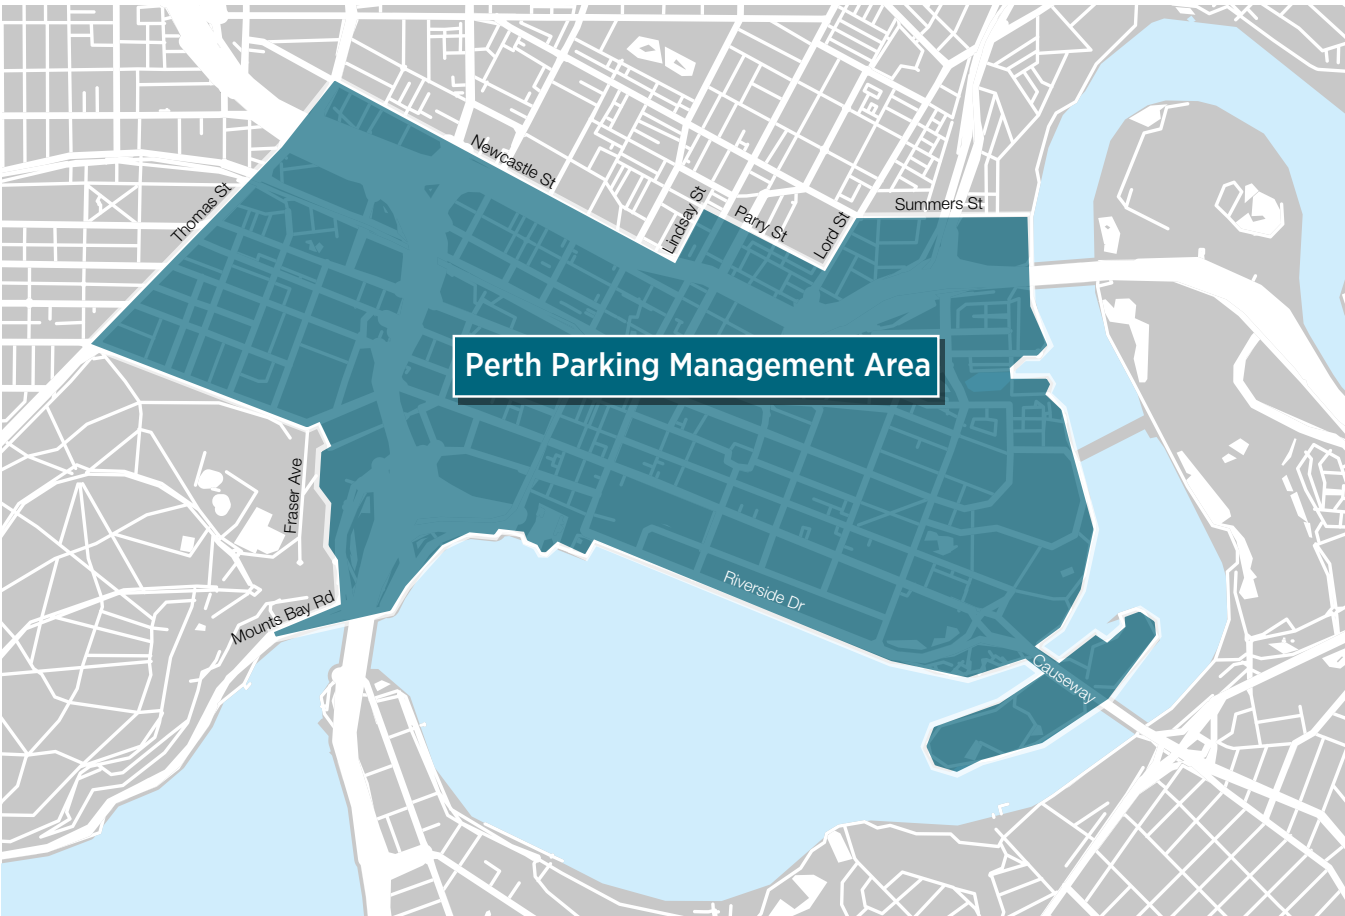 Newcastle St
Thomas St
Lindsay St
Parry St
Lord St
Summers St
Perth Parking Management Area
Fraser Ave
Mounts Bay Rd
Riverside Dr
Causeway